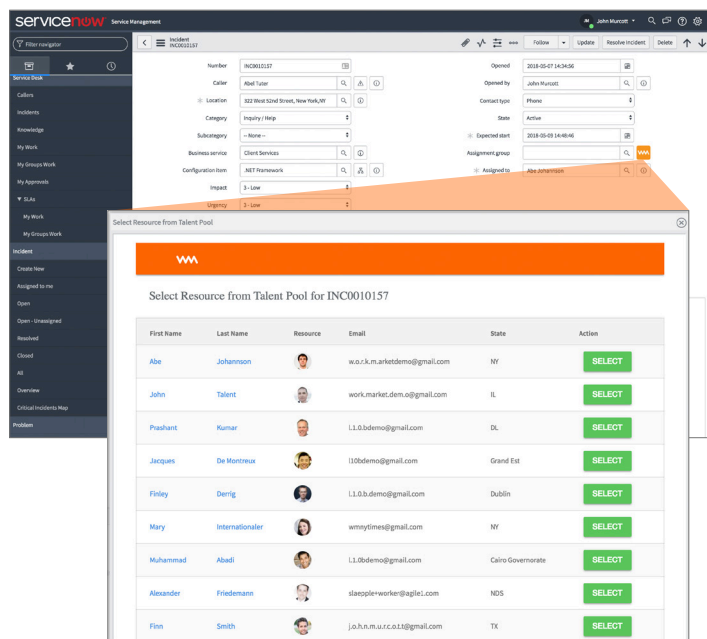 servicenow Service Management
JM John Murcott
Filter navigator
Incident
INC0010157
Follow Update Resolve Incident Delete
Service Desk
Callers
Incidents
Knowledge
My Work
My Groups Work
My Approvals
SLAs
My Work
My Groups Work
Incident
Create New
Assigned to me
Open
Open - Unassigned
Resolved
Closed
All
Overview
Critical Incidents Map
Problem
Number INC0010157 Opened 2018-05-07 14:34:56
Caller Abel Tuter Opened by John Murcott
Location 322 West 52nd Street, New York, NY Contact type Phone
Category Inquiry / Help State Active
Subcategory -- None -- Expected start 2018-05-09 14:48:46
Business service Client Services Assignment group
Configuration item .NET Framework Assigned to Abe Johannson
Impact 3 - Low
Urgency 3 - Low
Select Resource from Talent Pool
Select Resource from Talent Pool for INC0010157
First Name Last Name Resource Email State Action
Abe Johannson w.o.r.k.m.arketdemo@gmail.com NY SELECT
John Talent work.market.dem.o@gmail.com IL SELECT
Prashant Kumar l.1.0.bdemo@gmail.com DL SELECT
Jacques De Montreux l10bdemo@gmail.com Grand Est SELECT
Finley Derrig l.1.0.b.demo@gmail.com Dublin SELECT
Mary Internationaler wmnytimes@gmail.com NY SELECT
Muhammad Abadi l.1.0bdemo@gmail.com Cairo Governorate SELECT
Alexander Friedemann slaepple+worker@agile1.com NDS SELECT
Finn Smith j.o.h.n.m.u.r.c.o.t.t@gmail.com TX SELECT